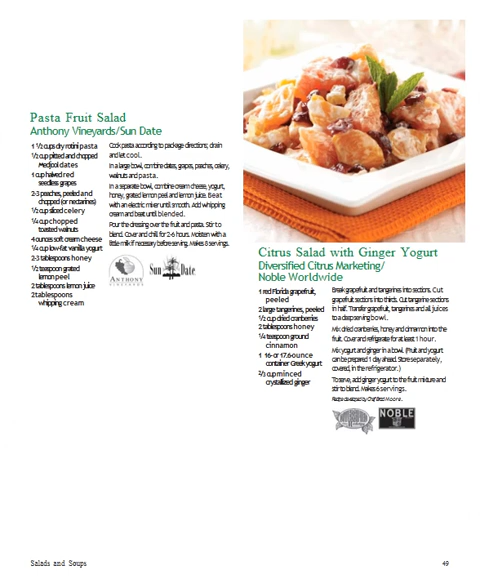 Pasta Fruit Salad
Anthony Vineyards/Sun Date
1 ½ cups dry rotini pasta
½ cup pitted and chopped
Medjool dates
1 cup halved red
seedless grapes
2-3 peaches, peeled and
chopped (or nectarines)
½ cup sliced celery
¼ cup chopped
toasted walnuts
4 ounces soft cream cheese
¼ cup low-fat vanilla yogurt
2-3 tablespoons honey
½ teaspoon grated
lemon peel
2 tablespoons lemon juice
2 tablespoons
whipping cream
Cook pasta according to package directions; drain
and let cool.
In a large bowl, combine dates, grapes, peaches, celery,
walnuts and pasta.
In a separate bowl, combine cream cheese, yogurt,
honey, grated lemon peel and lemon juice. Beat
with an electric mixer until smooth. Add whipping
cream and beat until blended.
Pour the dressing over the fruit and pasta. Stir to
blend. Cover and chill for 2-6 hours. Moisten with a
little milk if necessary before serving. Makes 8 servings.
ANTHONY
VINEYARDS
Sun Date
Citrus Salad with Ginger Yogurt
Diversified Citrus Marketing/
Noble Worldwide
1 red Florida grapefruit,
peeled
2 large tangerines, peeled
½ cup dried cranberries
2 tablespoons honey
¼ teaspoon ground
cinnamon
1 16- or 17.6-ounce
container Greek yogurt
⅔ cup minced
crystallized ginger
Break grapefruit and tangerines into sections. Cut
grapefruit sections into thirds. Cut tangerine sections
in half. Transfer grapefruit, tangerines and all juices
to a deep serving bowl.
Mix dried cranberries, honey and cinnamon into the
fruit. Cover and refrigerate for at least 1 hour.
Mix yogurt and ginger in a bowl. (Fruit and yogurt
can be prepared 1 day ahead. Store separately,
covered, in the refrigerator.)
To serve, add ginger yogurt to the fruit mixture and
stir to blend. Makes 6 servings.
Recipe developed by Chef Brad Moore.
NOBLE
Salads and Soups
49